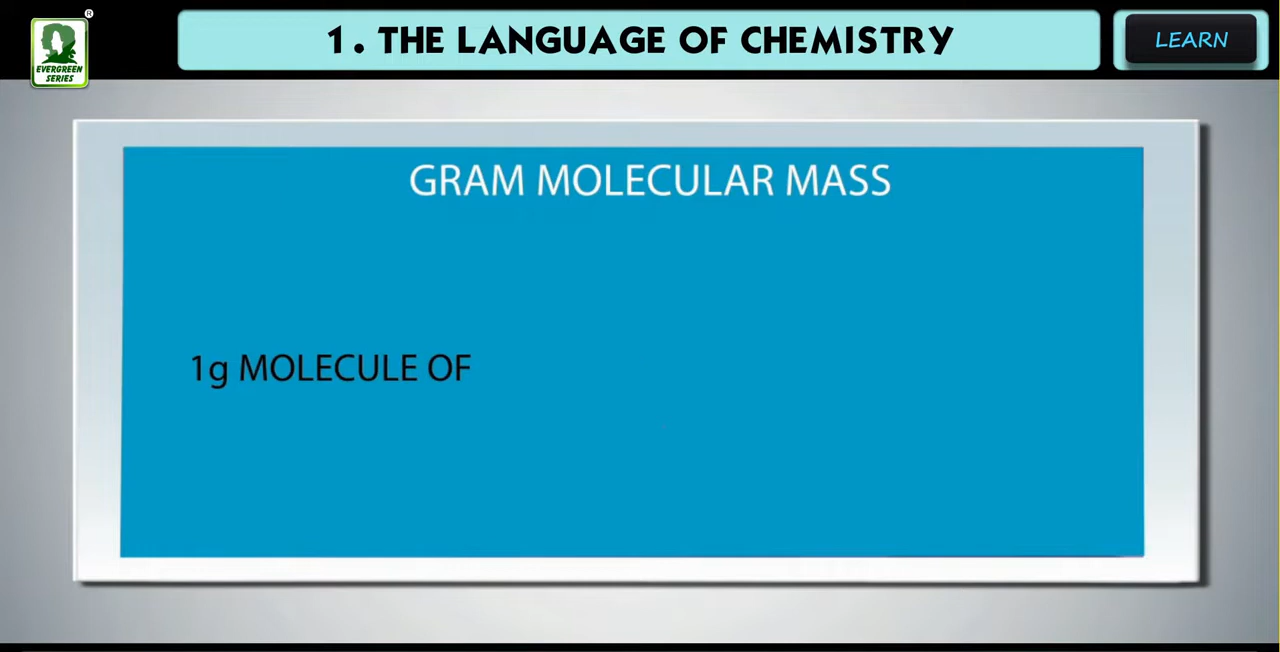 ®
EVERGREEN
SERIES
1. THE LANGUAGE OF CHEMISTRY
LEARN
GRAM MOLECULAR MASS
1g MOLECULE OF